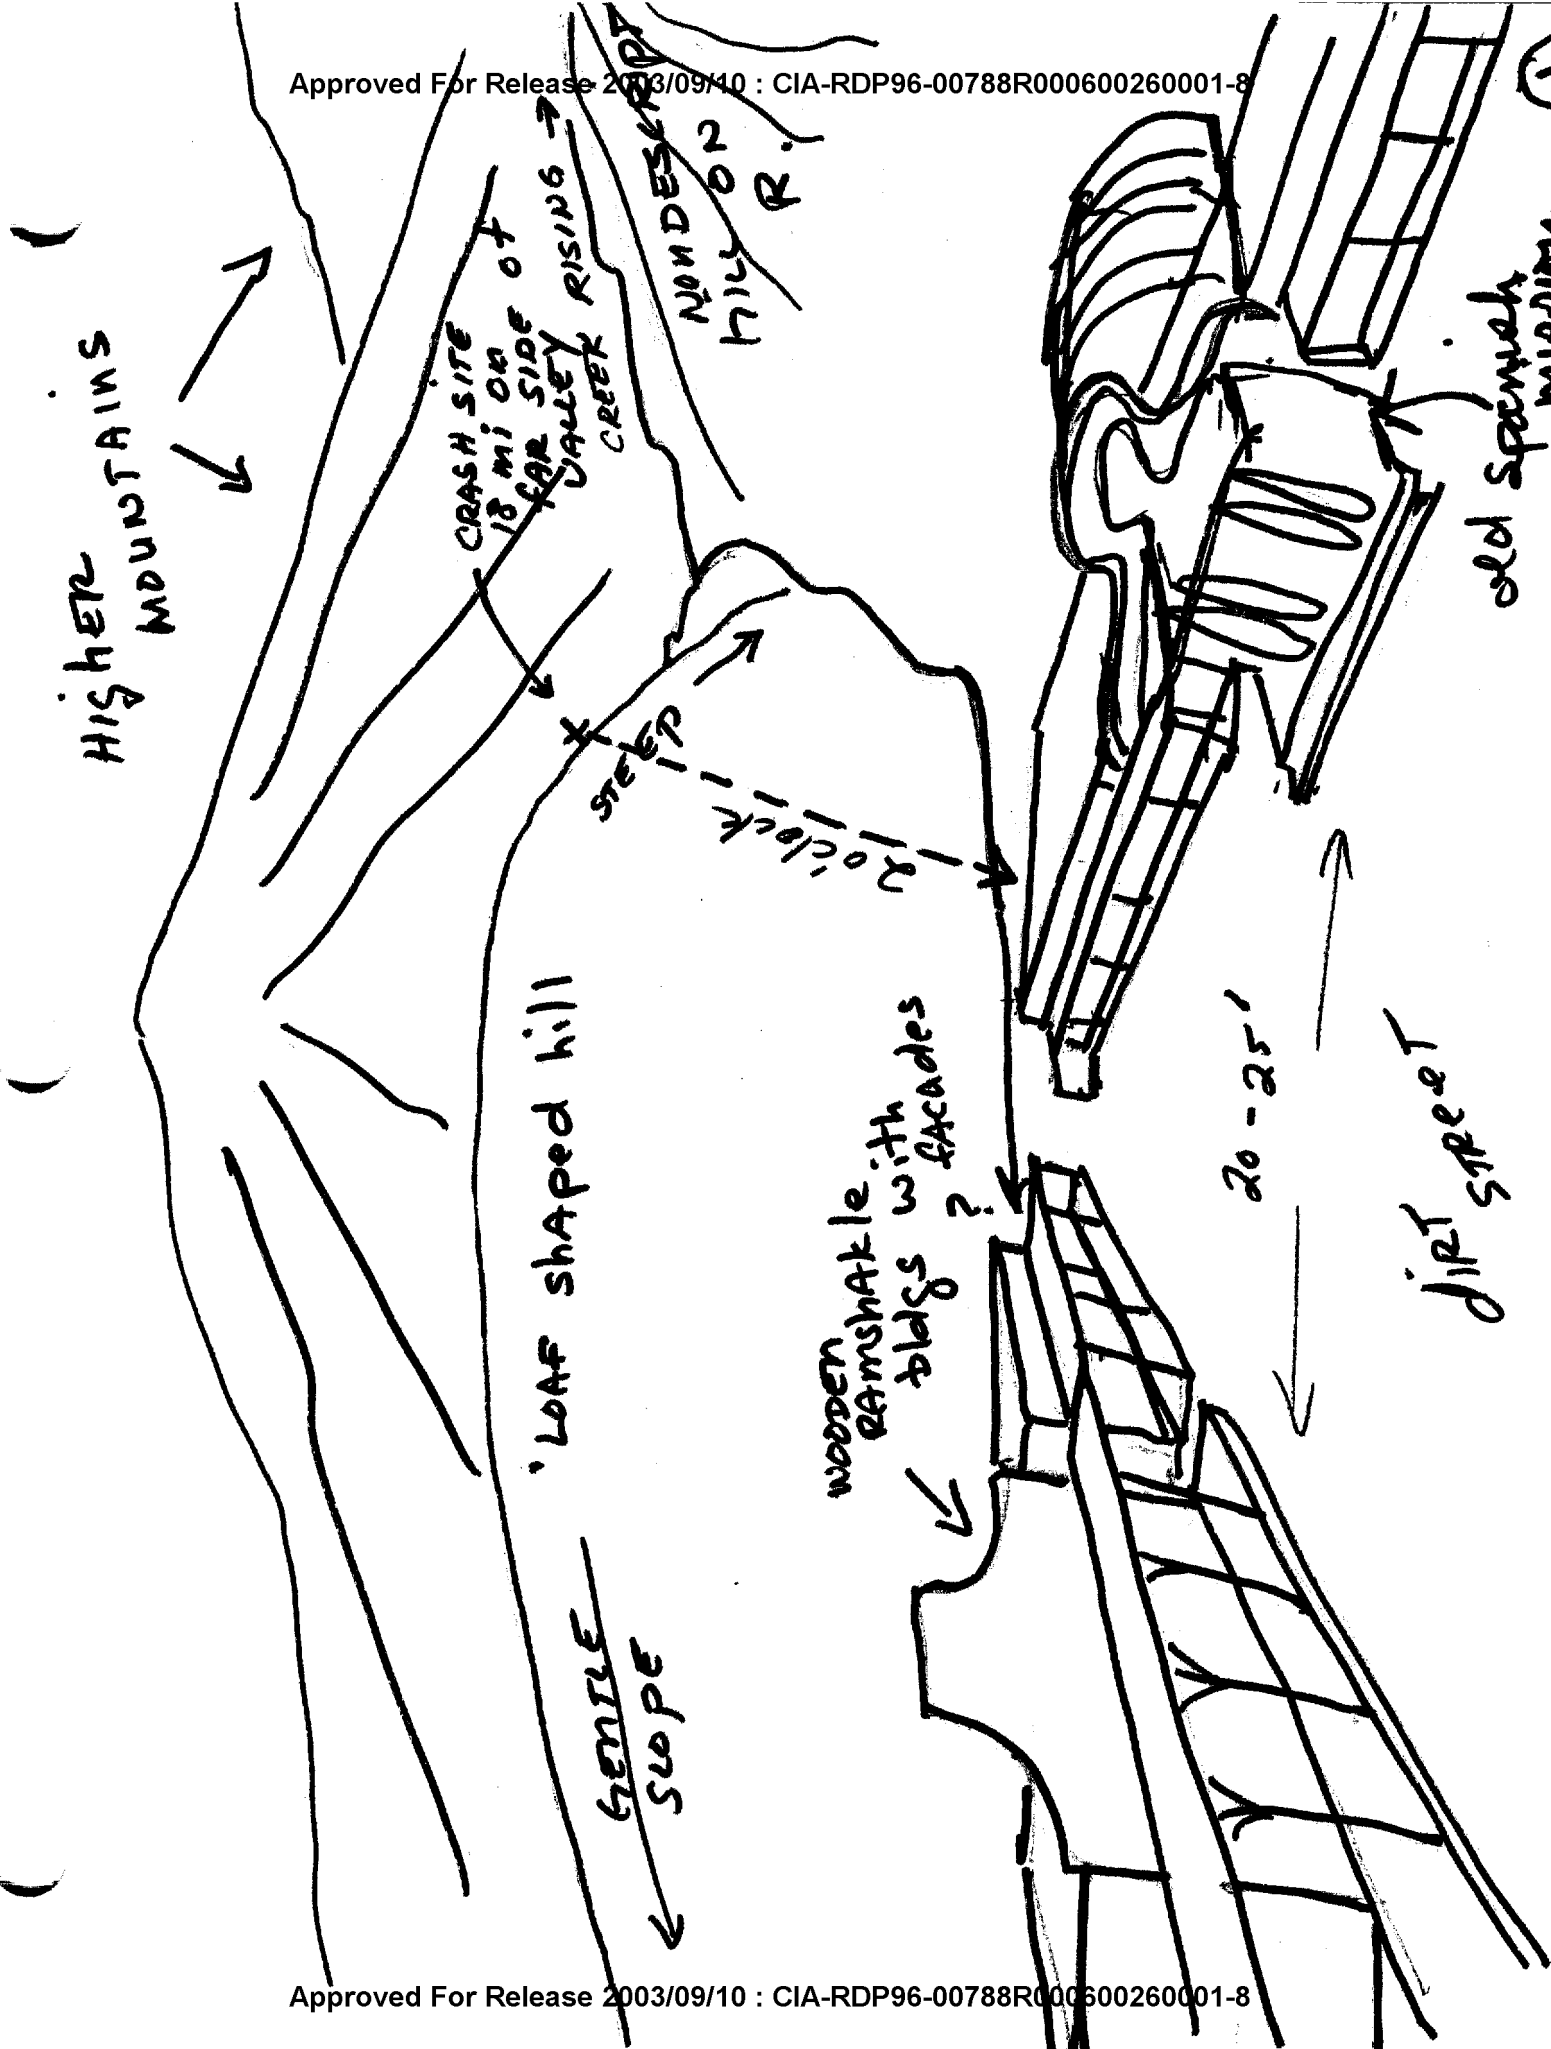 Approved For Release 2003/09/10 : CIA-RDP96-00788R000600260001-8
HigHER
MOUNTAINS
CRASH SITE
18 MI ON
FAR SIDE OF
VALLEY RISING
CREEK
NONDESCRPT
HILL
2
R.
STEEP
2 o'clock
'LOAF shaped hill
GENTLE
SLOPE
WOODEN
RAMSHAKLE
bldgs with
FACADES
?
20 - 25'
DIRT
STREET
old spanish
Approved For Release 2003/09/10 : CIA-RDP96-00788R000600260001-8